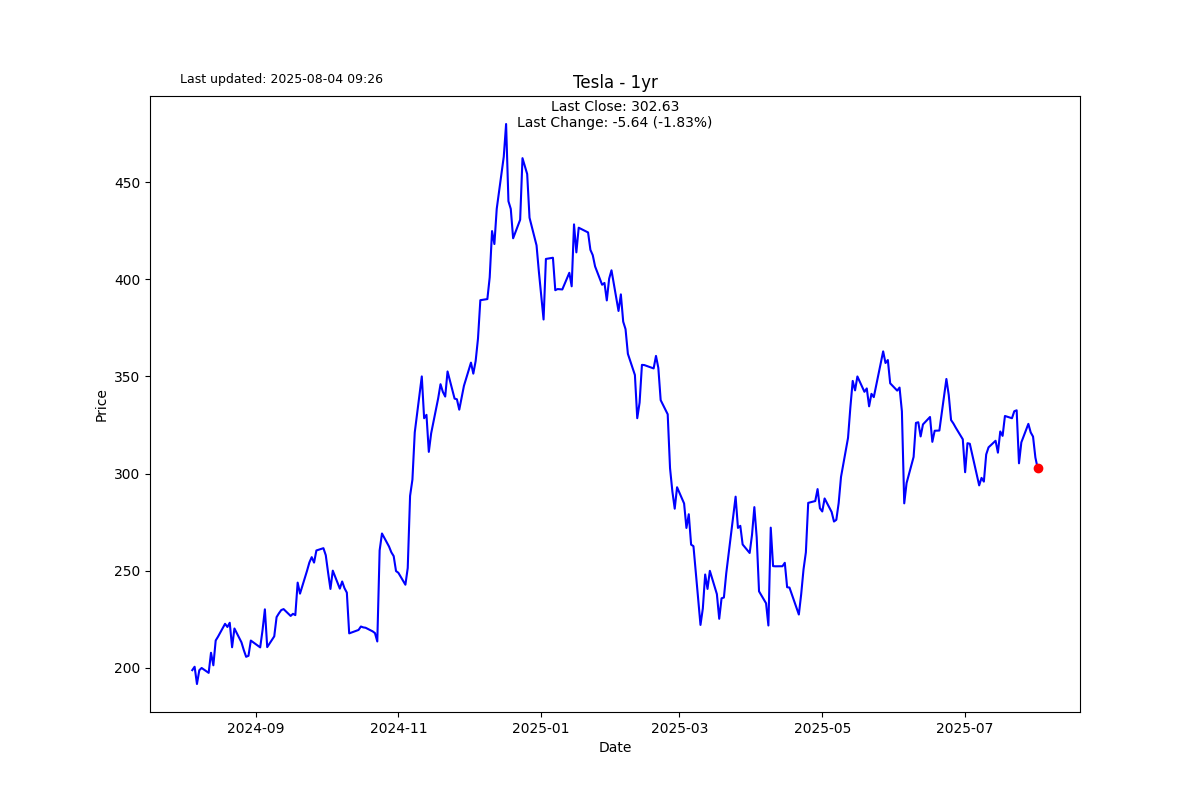 Last updated: 2025-08-04 09:26
Tesla - 1yr
Last Close: 302.63
Last Change: -5.64 (-1.83%)
Price
450
400
350
300
250
200
2024-09
2024-11
2025-01
2025-03
2025-05
2025-07
Date